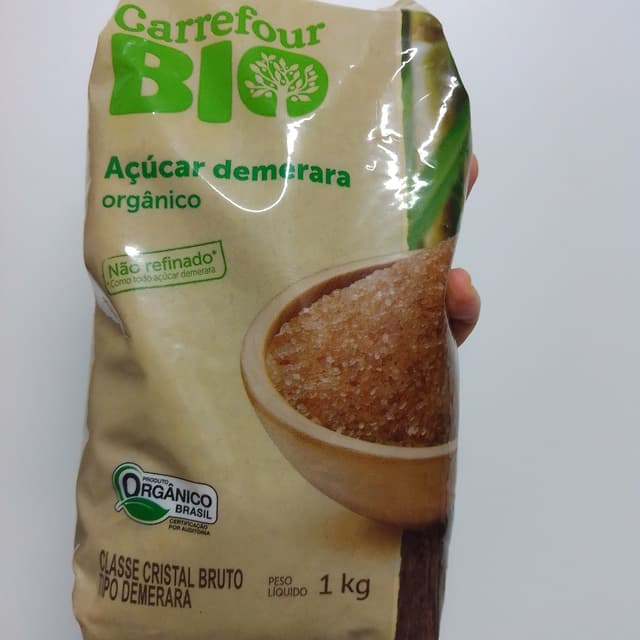 Carrefour
BIO
Açúcar demerara
orgânico
Não refinado*
*Como todo açúcar demerara
PRODUTO
ORGÂNICO
BRASIL
CERTIFICAÇÃO
POR AUDITORIA
CLASSE CRISTAL BRUTO
TIPO DEMERARA
PESO
LÍQUIDO 1 kg